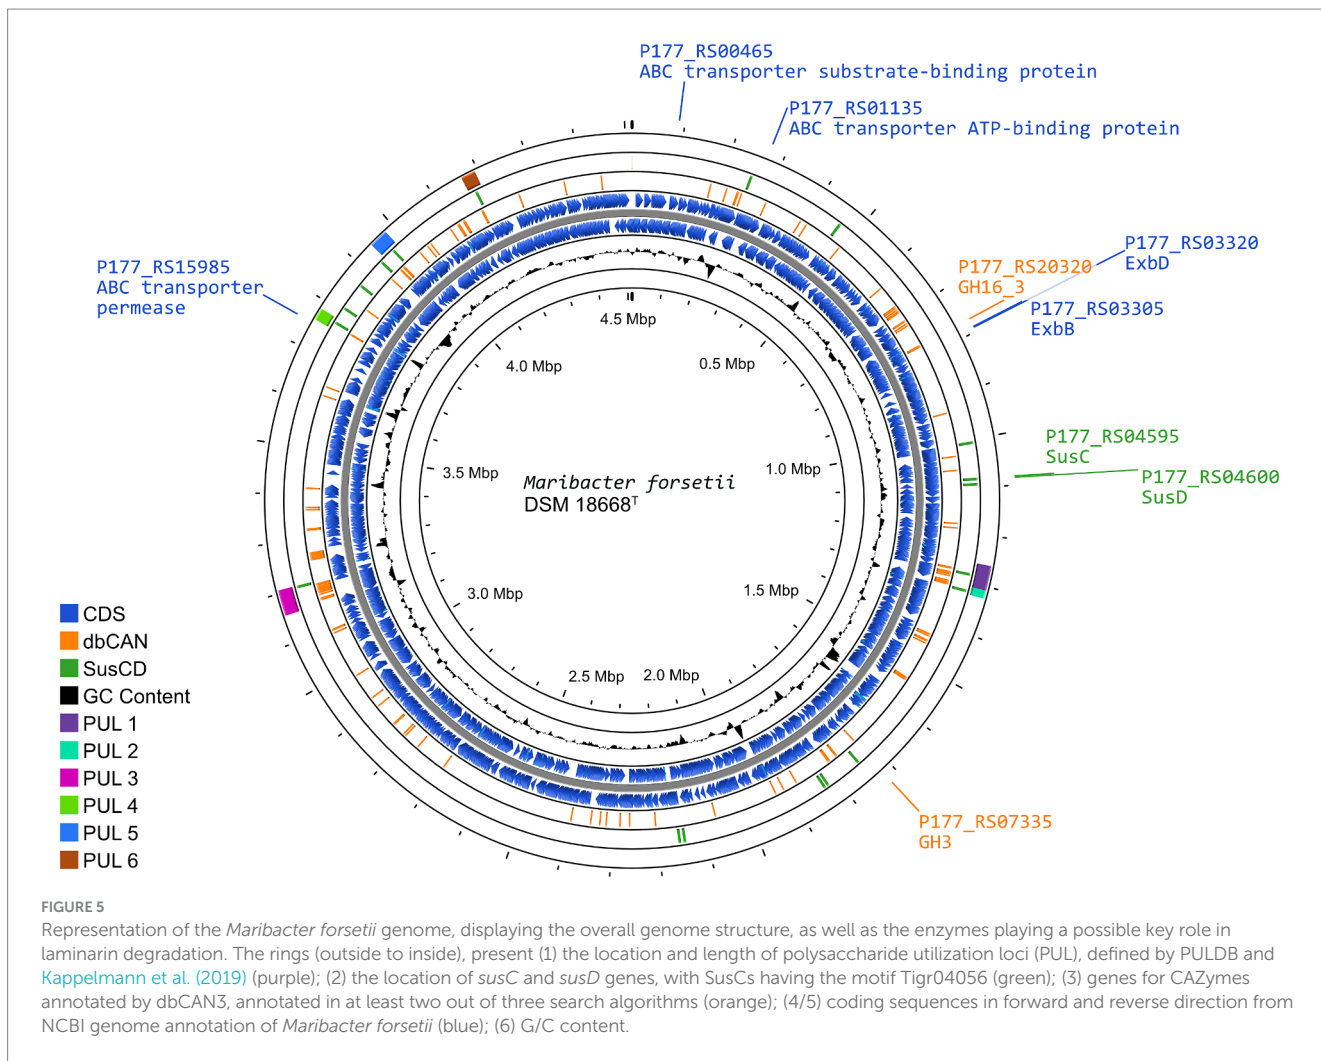 P177_RS00465
ABC transporter substrate-binding protein
P177_RS01135
ABC transporter ATP-binding protein
P177_RS03320
ExbD
P177_RS20320
GH16_3
P177_RS03305
ExbB
P177_RS15985
ABC transporter
permease
P177_RS04595
SusC
P177_RS04600
SusD
P177_RS07335
GH3
4.5 Mbp
0.5 Mbp
1.0 Mbp
1.5 Mbp
2.0 Mbp
2.5 Mbp
3.0 Mbp
3.5 Mbp
4.0 Mbp
Maribacter forsetii
DSM 18668T
CDS
dbCAN
SusCD
GC Content
PUL 1
PUL 2
PUL 3
PUL 4
PUL 5
PUL 6
FIGURE 5
Representation of the Maribacter forsetii genome, displaying the overall genome structure, as well as the enzymes playing a possible key role in
laminarin degradation. The rings (outside to inside), present (1) the location and length of polysaccharide utilization loci (PUL), defined by PULDB and
Kappelmann et al. (2019) (purple); (2) the location of susC and susD genes, with SusCs having the motif Tigr04056 (green); (3) genes for CAZymes
annotated by dbCAN3, annotated in at least two out of three search algorithms (orange); (4/5) coding sequences in forward and reverse direction from
NCBI genome annotation of Maribacter forsetii (blue); (6) G/C content.